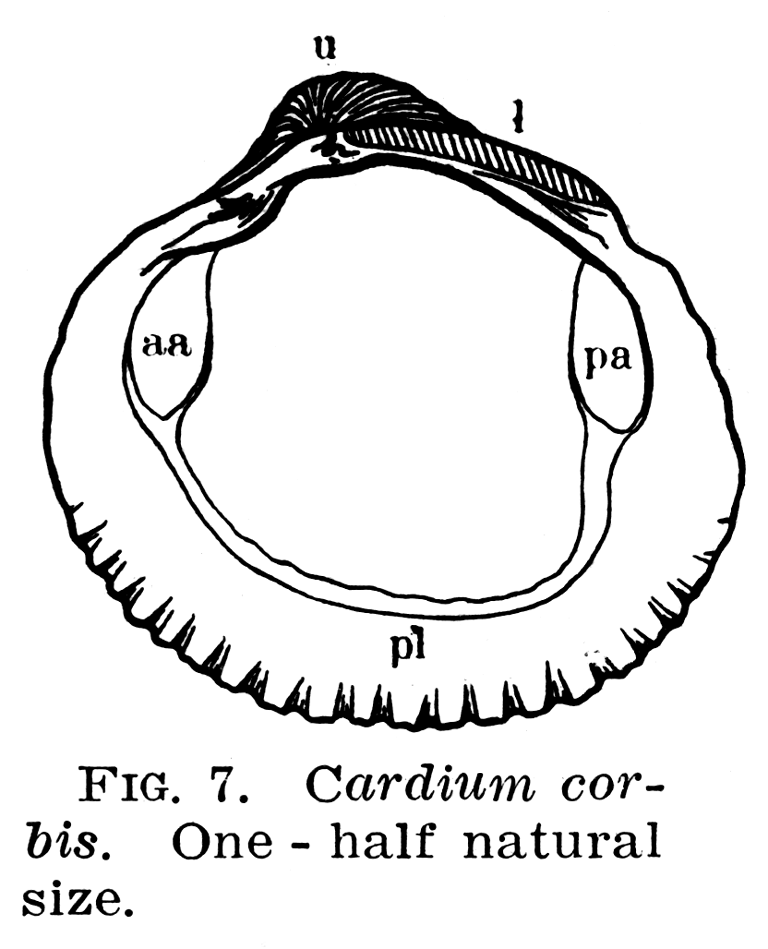 u
l
aa
pa
pl
FIG. 7. Cardium cor-
bis. One - half natural
size.